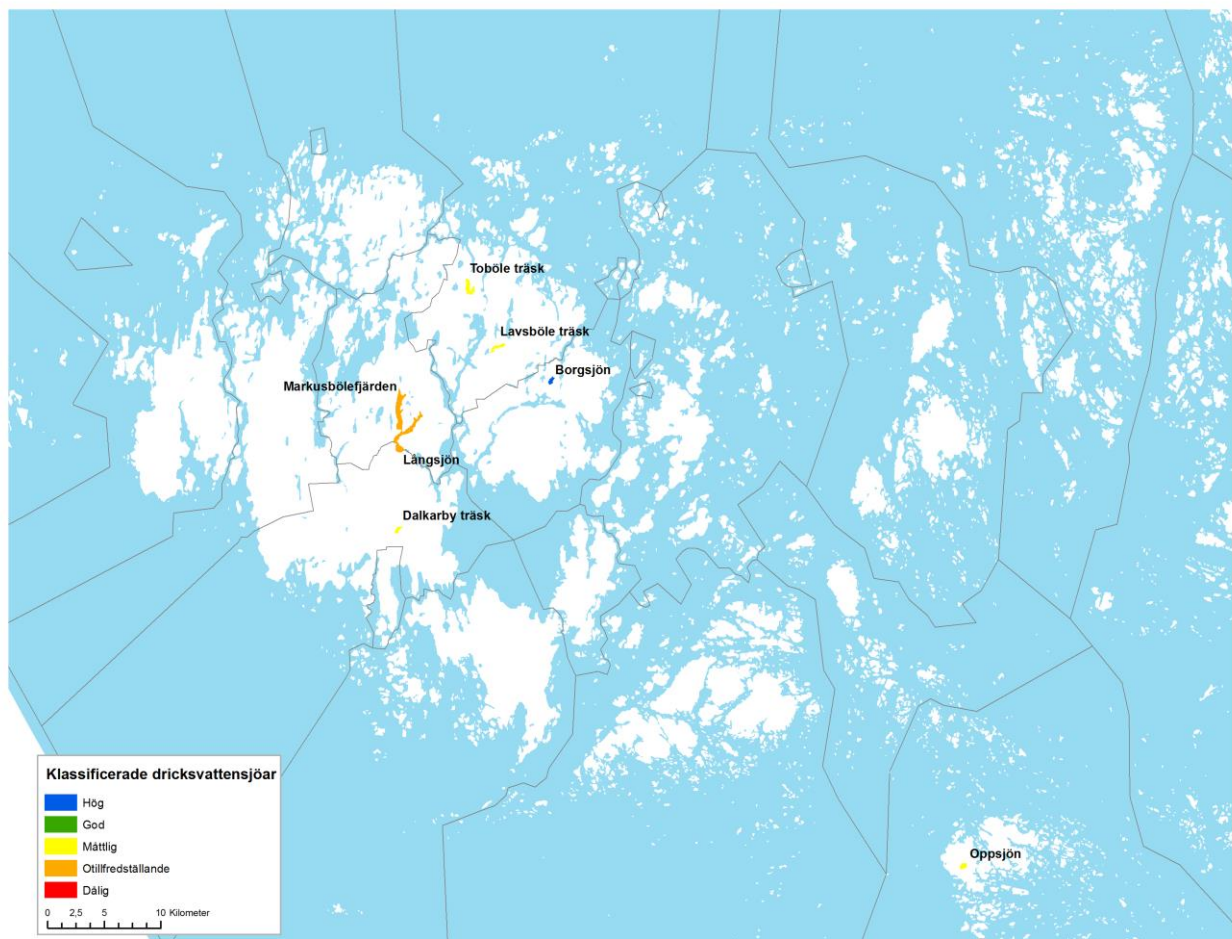 Toböle träsk
Lavsböle träsk
Borgsjön
Markusbölefjärden
Långsjön
Dalkarby träsk
Oppsjön
Klassificerade dricksvattensjöar
Hög
God
Måttlig
Otillfredställande
Dålig
0 2,5 5 10 Kilometer